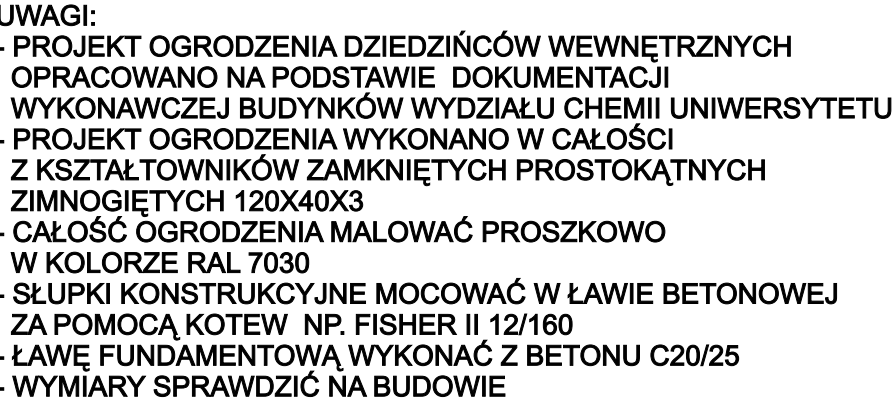 UWAGI:
- PROJEKT OGRODZENIA DZIEDZIŃCÓW WEWNĘTRZNYCH
OPRACOWANO NA PODSTAWIE DOKUMENTACJI
WYKONAWCZEJ BUDYNKÓW WYDZIAŁU CHEMII UNIWERSYTETU
- PROJEKT OGRODZENIA WYKONANO W CAŁOŚCI
Z KSZTAŁTOWNIKÓW ZAMKNIĘTYCH PROSTOKĄTNYCH
ZIMNOGIĘTYCH 120X40X3
- CAŁOŚĆ OGRODZENIA MALOWAĆ PROSZKOWO
W KOLORZE RAL 7030
- SŁUPKI KONSTRUKCYJNE MOCOWAĆ W ŁAWIE BETONOWEJ
ZA POMOCĄ KOTEW NP. FISHER II 12/160
- ŁAWĘ FUNDAMENTOWĄ WYKONAĆ Z BETONU C20/25
- WYMIARY SPRAWDZIĆ NA BUDOWIE